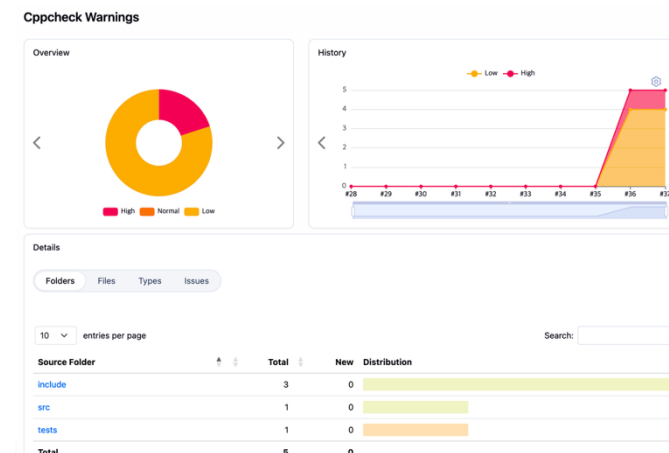 Cppcheck Warnings
Overview
High Normal Low
History
Low High
5
4
3
2
1
0
#28 #29 #30 #31 #32 #33 #34 #35 #36 #37
Details
Folders Files Types Issues
10 entries per page
Search:
Source Folder Total New Distribution
include 3 0
src 1 0
tests 1 0
Total 5 0